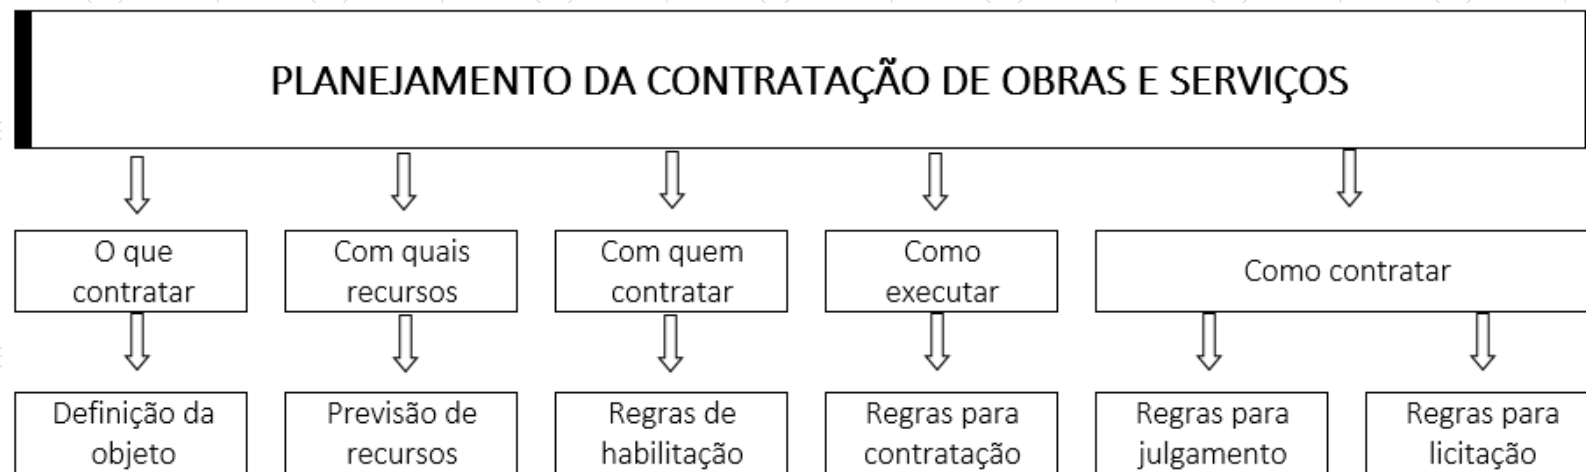 PLANEJAMENTO DA CONTRATAÇÃO DE OBRAS E SERVIÇOS
O que
contratar
Com quais
recursos
Com quem
contratar
Como
executar
Como contratar
Definição da
objeto
Previsão de
recursos
Regras de
habilitação
Regras para
contratação
Regras para
julgamento
Regras para
licitação